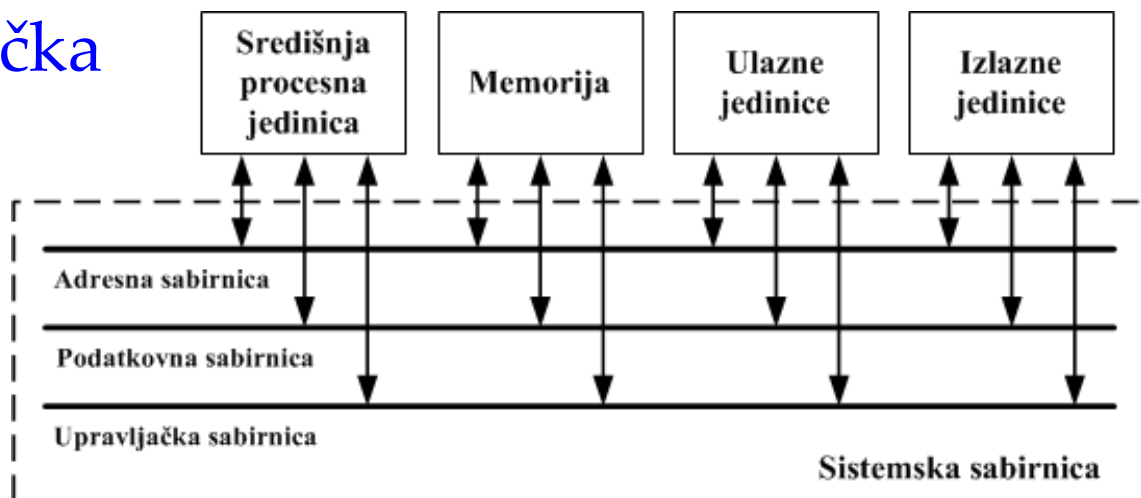 čka
Središnja
procesna
jedinica
Memorija
Ulazne
jedinice
Izlazne
jedinice
Adresna sabirnica
Podatkovna sabirnica
Upravljačka sabirnica
Sistemska sabirnica